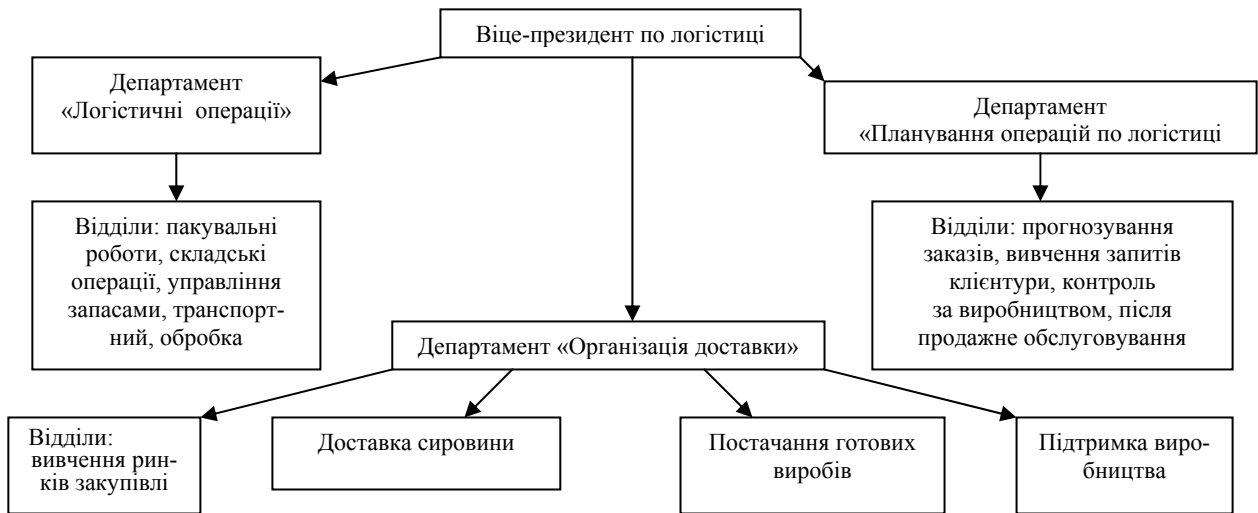 Віце-президент по логістиці
Департамент
«Логістичні операції»
Департамент
«Планування операцій по логістиці
Відділи: пакувальні
роботи, складські
операції, управління
запасами, транспорт-
ний, обробка
Відділи: прогнозування
заказів, вивчення запитів
клієнтури, контроль
за виробництвом, після
продажне обслуговування
Департамент «Організація доставки»
Відділи:
вивчення рин-
ків закупівлі
Доставка сировини
Постачання готових
виробів
Підтримка виро-
бництва